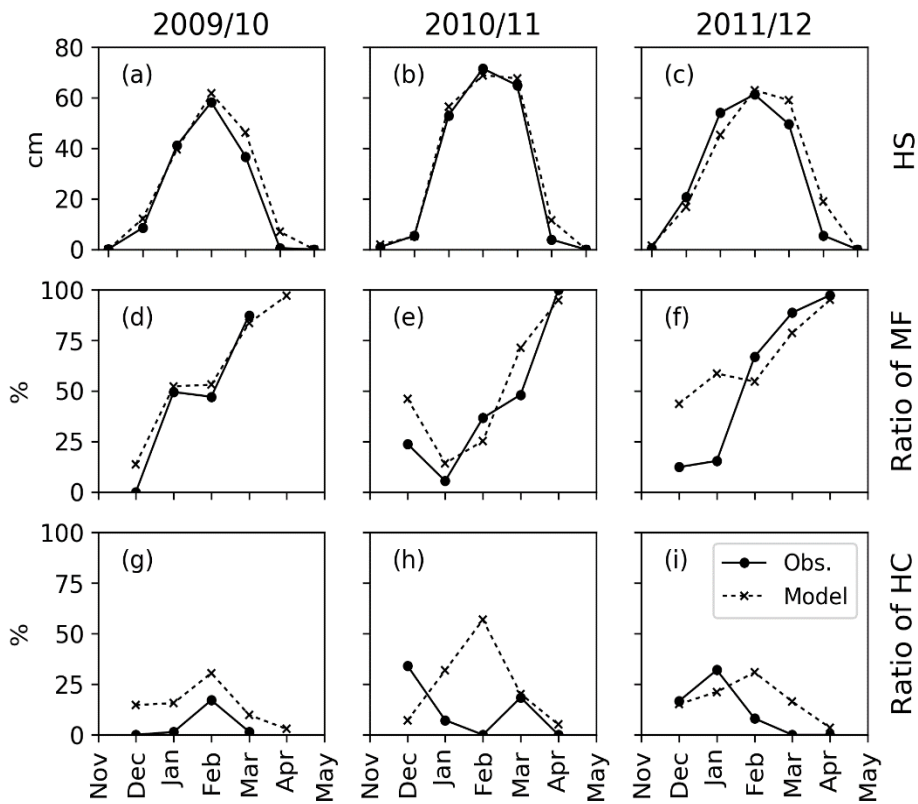 2009/10 2010/11 2011/12
80
60
40
20
0
cm
(a) (b) (c)
HS
100
75
50
25
0
%
(d) (e) (f)
Ratio of MF
100
75
50
25
0
%
(g) (h) (i)
Obs.
Model
Ratio of HC
Nov Dec Jan Feb Mar Apr May Nov Dec Jan Feb Mar Apr May Nov Dec Jan Feb Mar Apr May